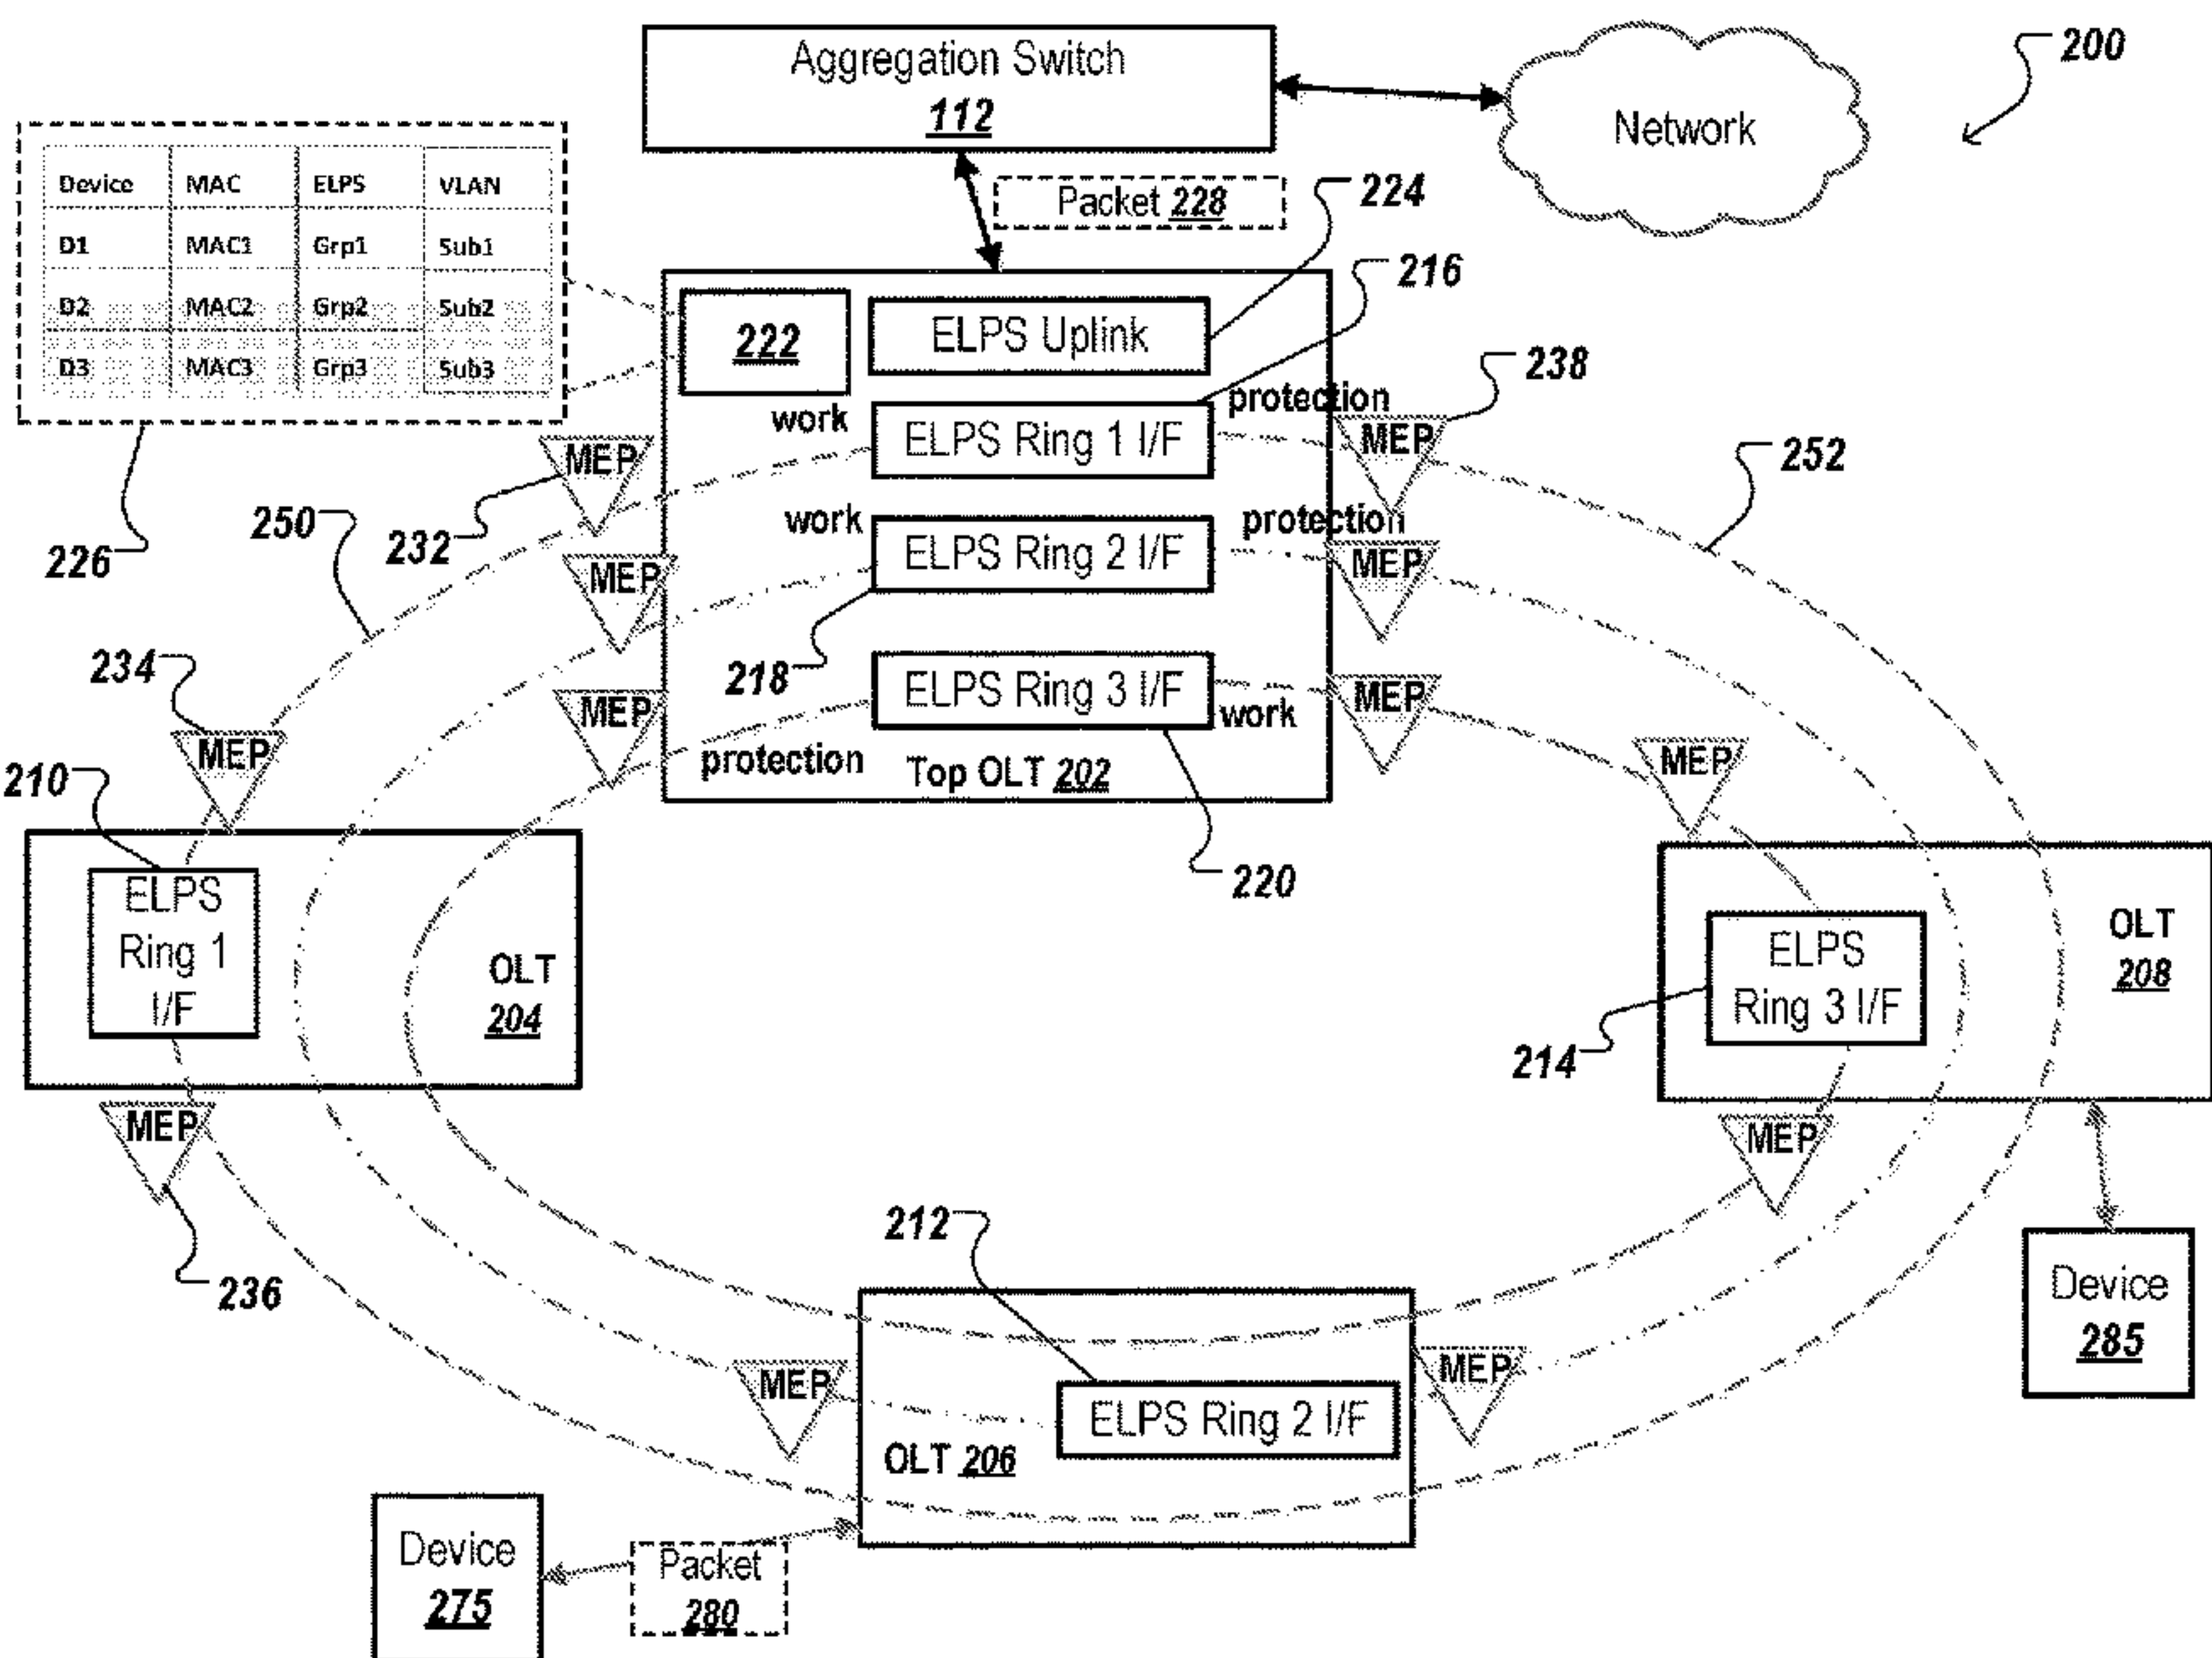 Aggregation Switch
112
Network
200
Packet 228
224
Device MAC ELPS VLAN
D1 MAC1 Grp1 Sub1
D2 MAC2 Grp2 Sub2
D3 MAC3 Grp3 Sub3
226
222
ELPS Uplink
216
238
work
ELPS Ring 1 I/F
protection
MEP
MEP
232
250
252
work
ELPS Ring 2 I/F
protection
MEP
MEP
218
234
MEP
ELPS Ring 3 I/F
work
MEP
protection
Top OLT 202
220
MEP
MEP
210
ELPS
Ring 1
I/F
OLT
204
MEP
236
ELPS
Ring 3 I/F
OLT
208
214
MEP
212
MEP
ELPS Ring 2 I/F
OLT 206
MEP
Device
285
Device
275
Packet
280